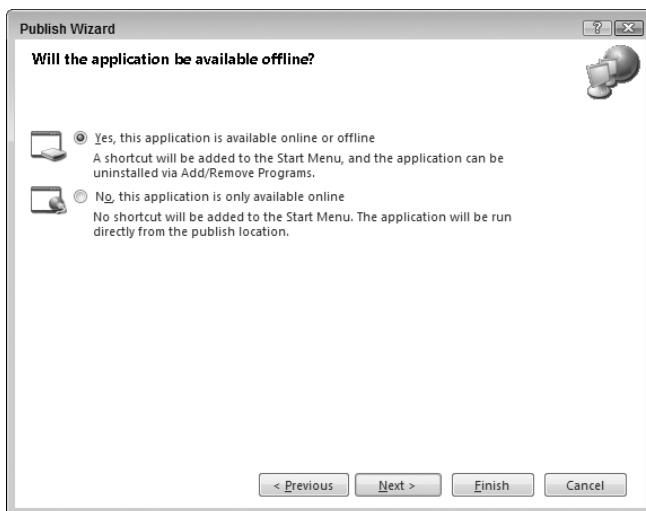 Publish Wizard
Will the application be available offline?
Yes, this application is available online or offline
A shortcut will be added to the Start Menu, and the application can be
uninstalled via Add/Remove Programs.
No, this application is only available online
No shortcut will be added to the Start Menu. The application will be run
directly from the publish location.
< Previous Next > Finish Cancel